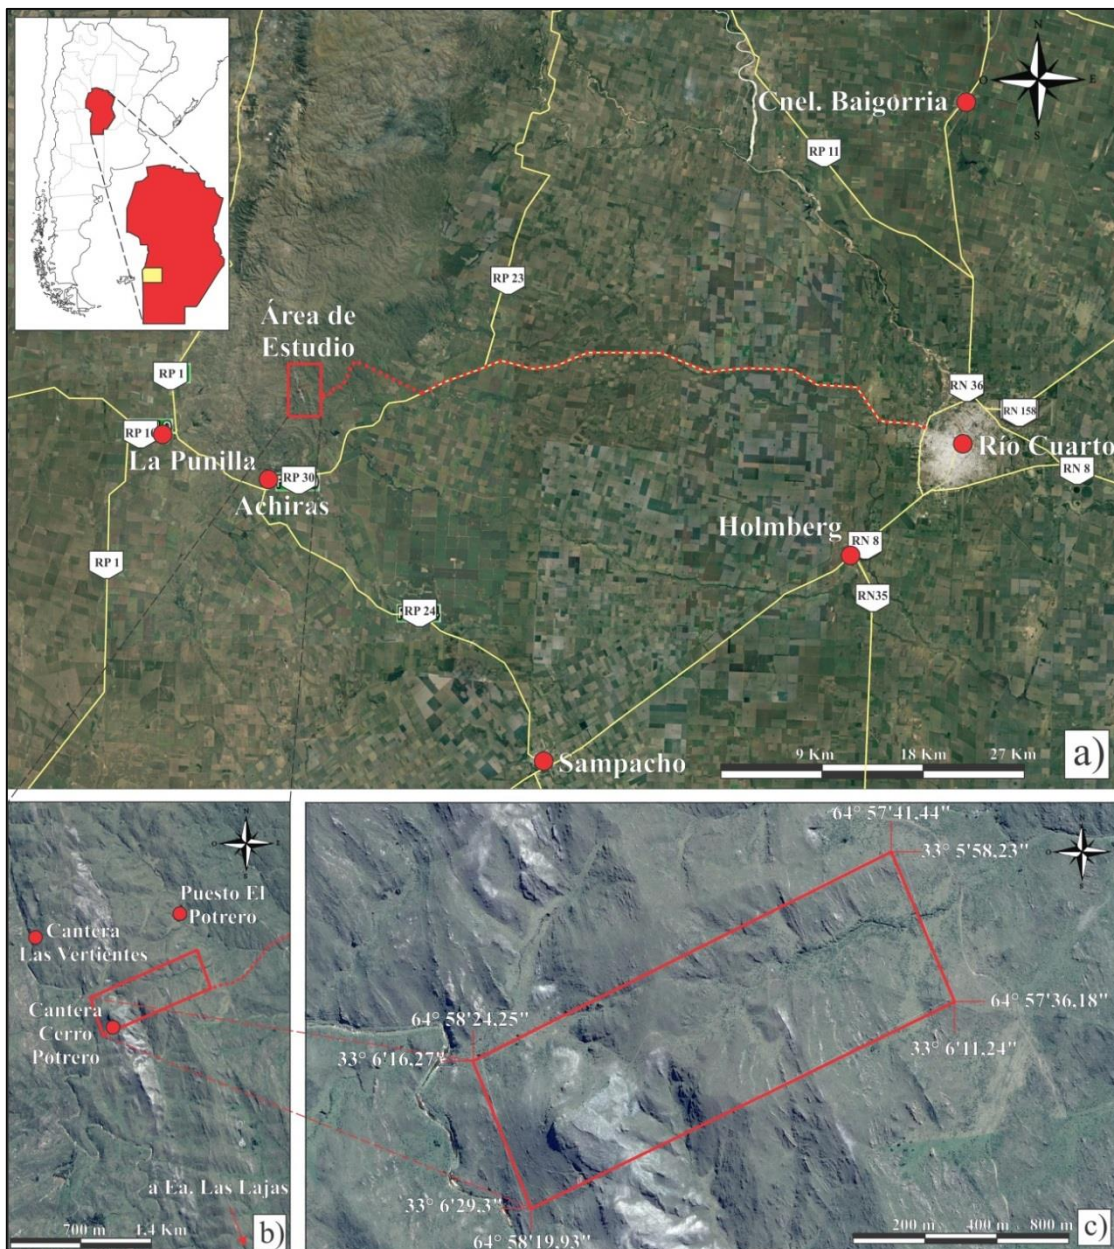 N
O
E
S
Cnel. Baigorria
RP 11
RP 23
Área de
Estudio
RP 1
RN 36
RN 158
RP 10
La Punilla
Río Cuarto
RN 8
Achiras
RP 30
Holmberg
RN 8
RP 1
RN35
RP 24
Sampacho
9 Km
18 Km
27 Km
a)
Puesto El
Potrero
Cantera
Las Vertientes
Cantera
Cerro
Potrero
a Ea. Las Lajas
700 m
1.4 Km
b)
64° 57'41,44"
33° 5'58,23"
64° 58'24,25"
33° 6'16,27"
64° 57'36,18"
33° 6'11,24"
33° 6'29.3"
64° 58'19,93"
200 m
400 m
800 m
c)